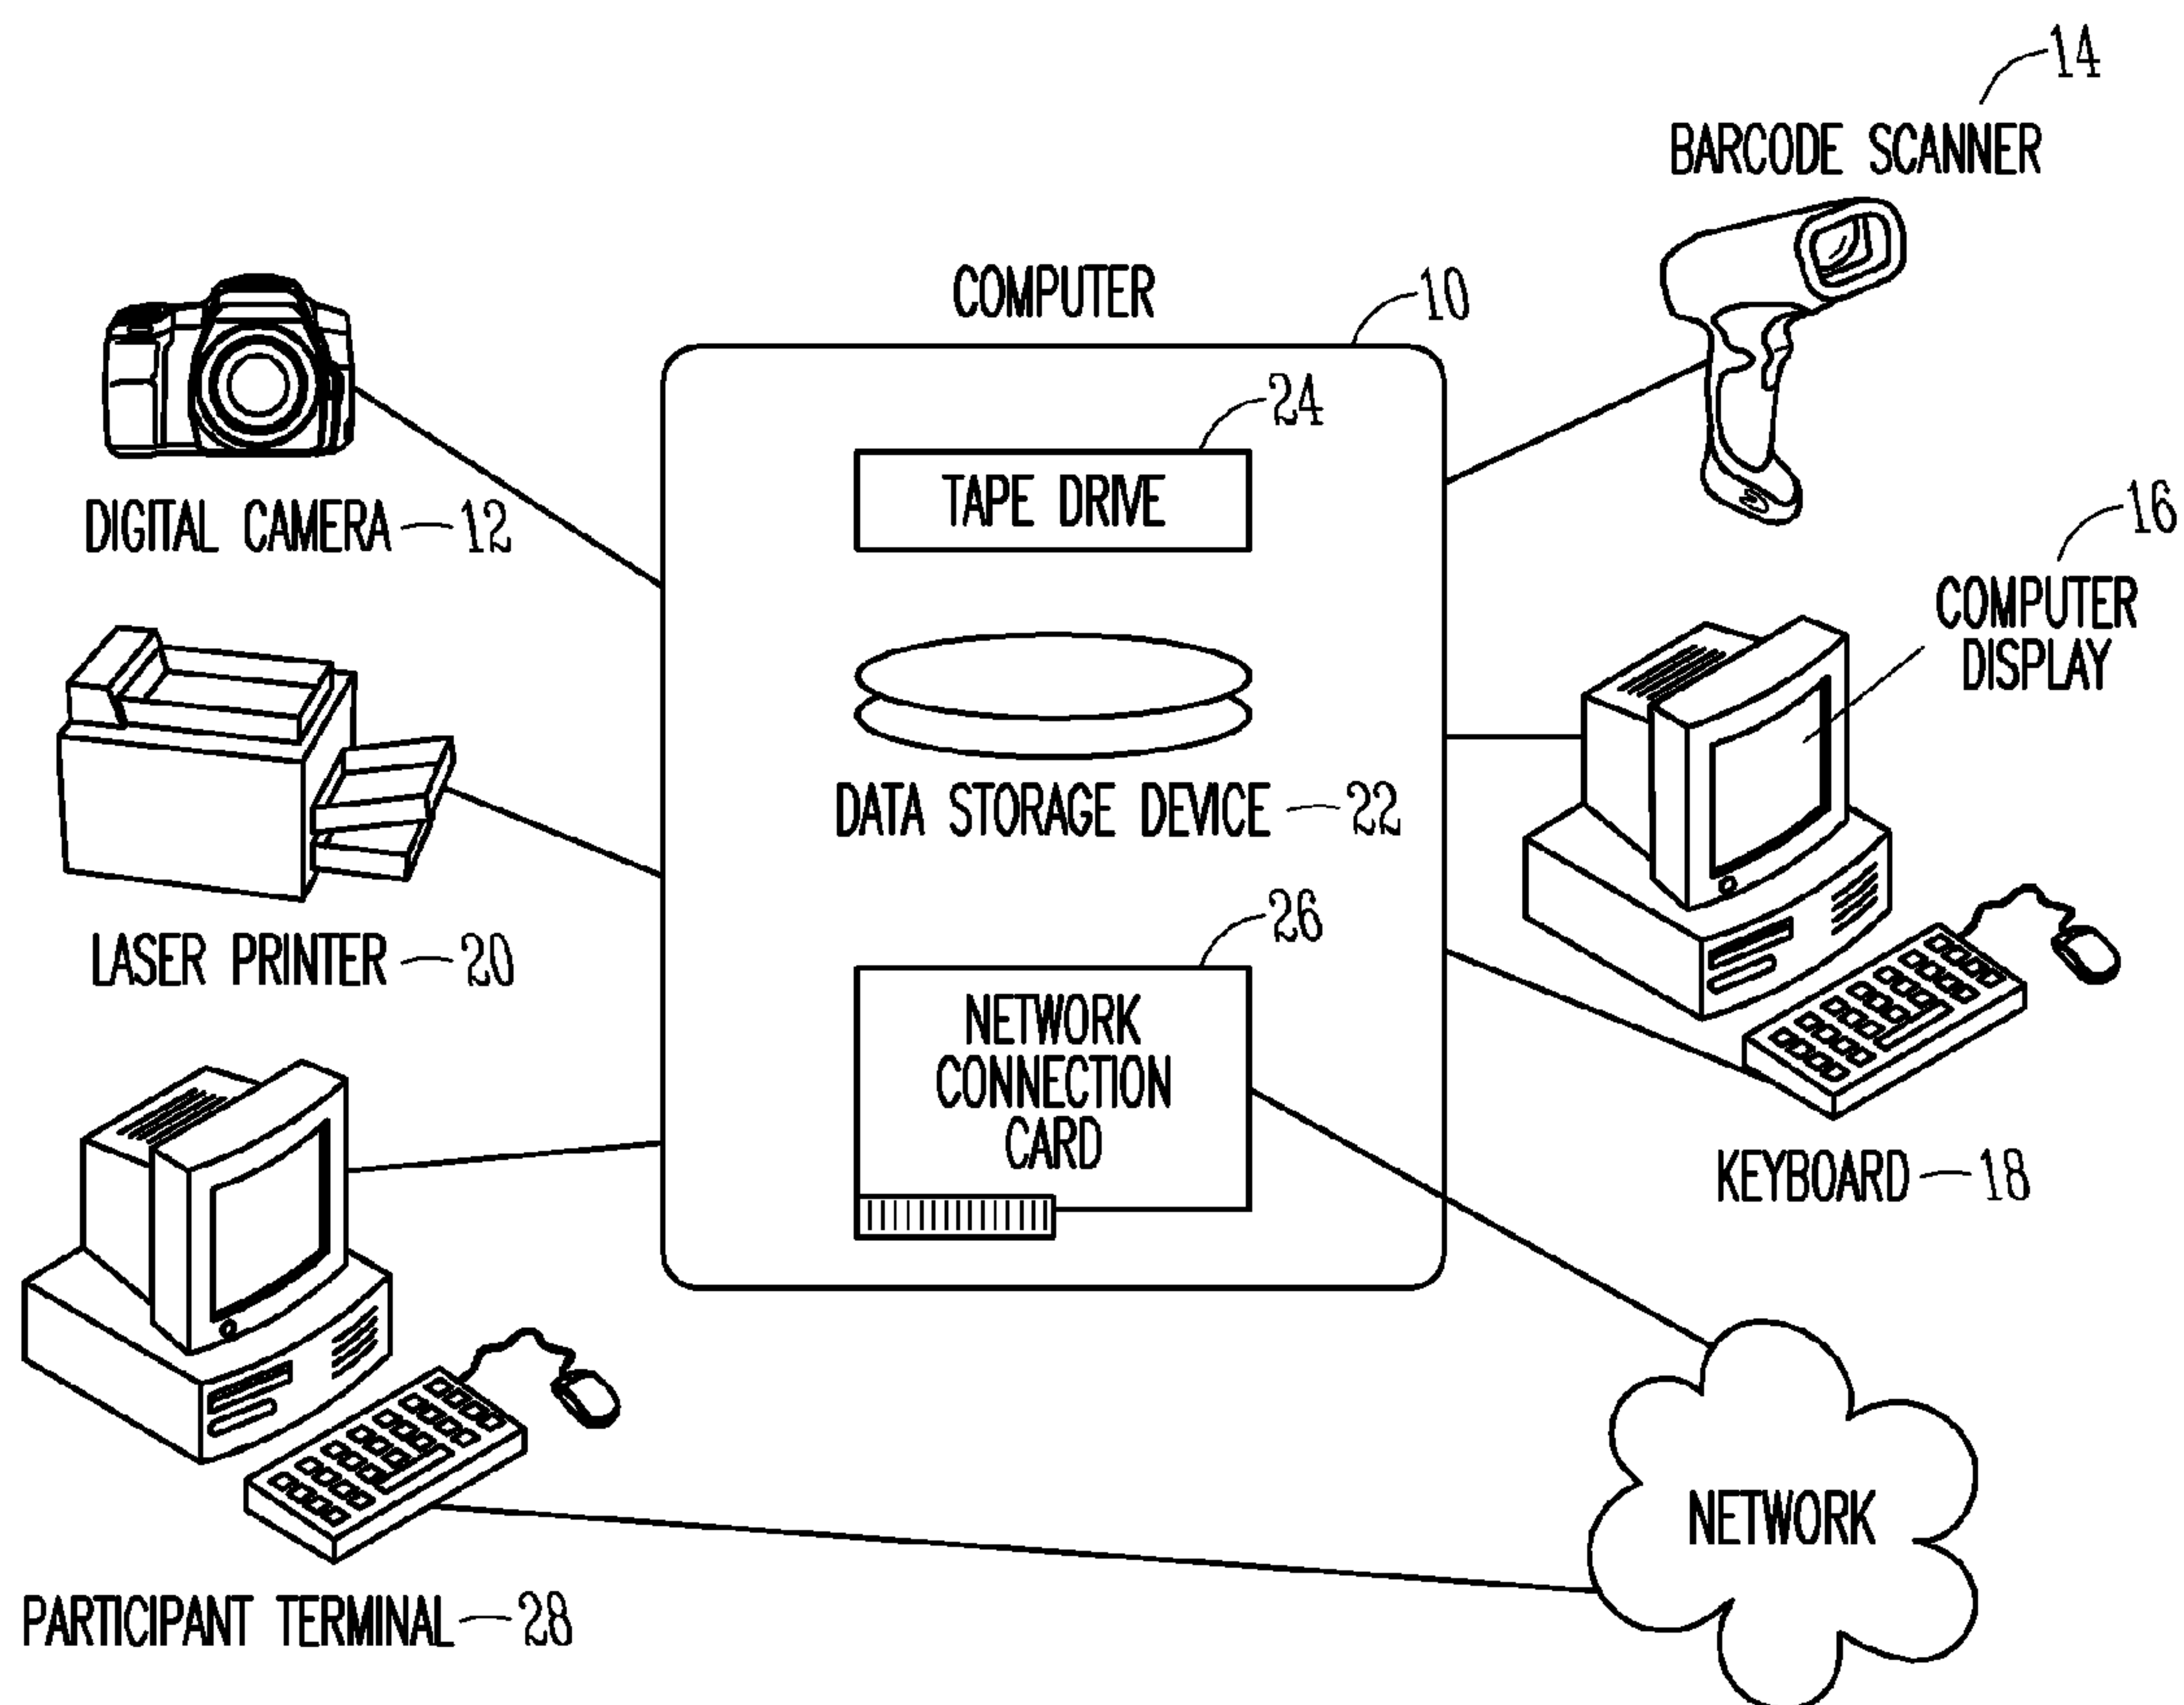 14
BARCODE SCANNER
COMPUTER
10
24
TAPE DRIVE
DIGITAL CAMERA 12
16
COMPUTER
DISPLAY
DATA STORAGE DEVICE 22
26
LASER PRINTER 20
NETWORK
CONNECTION
CARD
KEYBOARD 18
NETWORK
PARTICIPANT TERMINAL 28